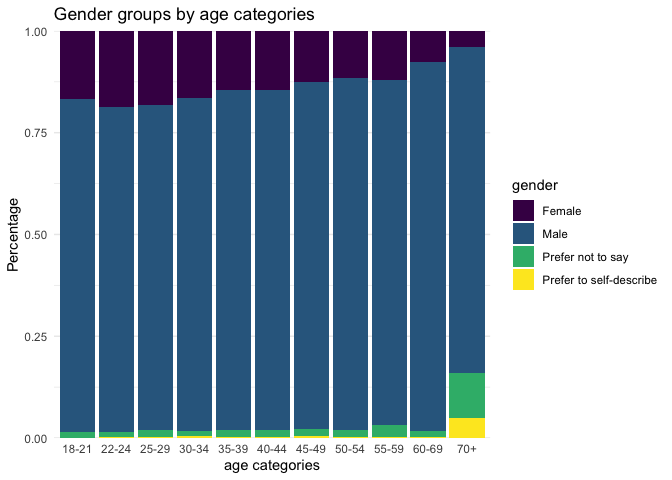 Gender groups by age categories
Percentage
1.00
0.75
0.50
0.25
0.00
18-21 22-24 25-29 30-34 35-39 40-44 45-49 50-54 55-59 60-69 70+
age categories
gender
Female
Male
Prefer not to say
Prefer to self-describe